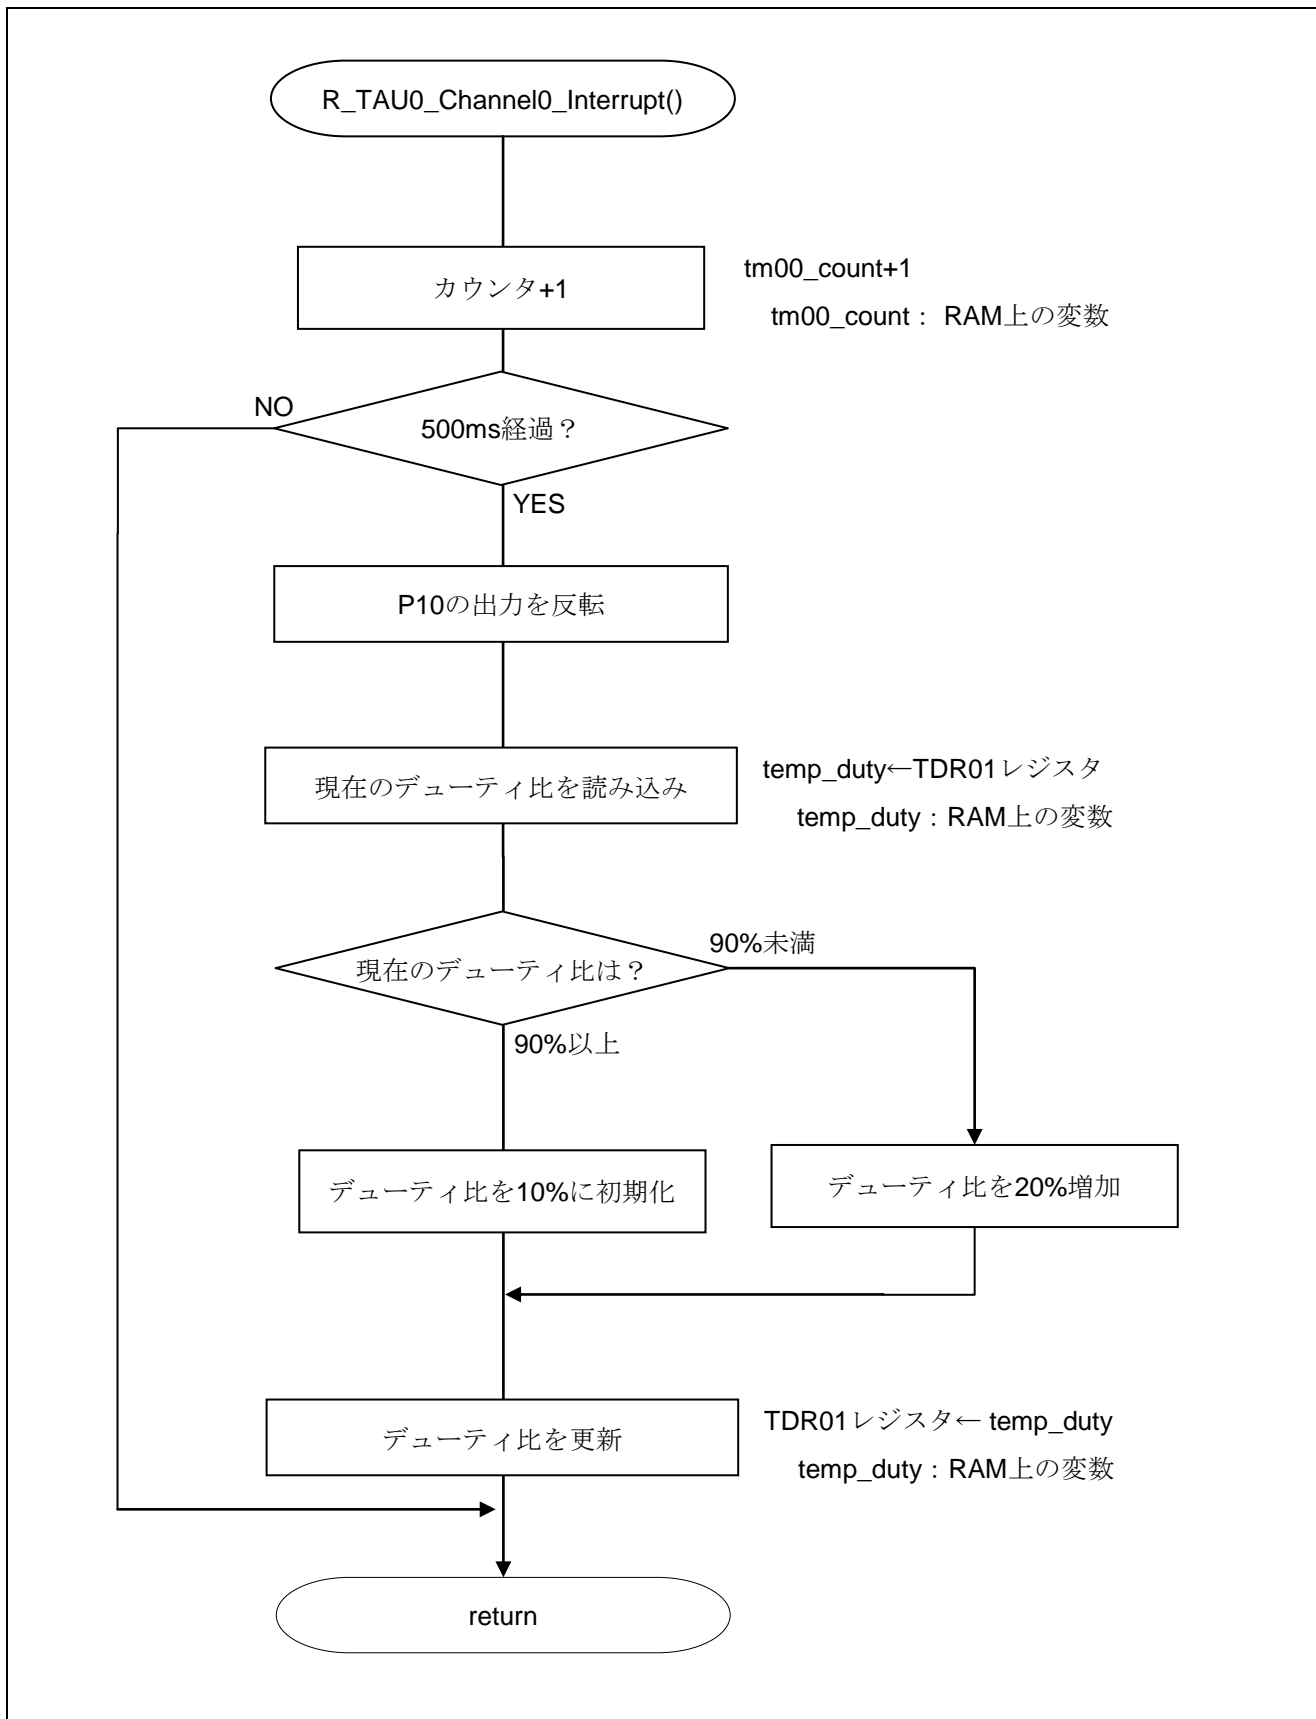 R_TAU0_Channel0_Interrupt()
カウンタ+1
tm00_count+1
tm00_count： RAM上の変数
NO
500ms経過？
YES
P10の出力を反転
現在のデューティ比を読み込み
temp_duty←TDR01レジスタ
temp_duty：RAM上の変数
90%未満
現在のデューティ比は？
90%以上
デューティ比を10%に初期化
デューティ比を20%増加
デューティ比を更新
TDR01レジスタ← temp_duty
temp_duty：RAM上の変数
return